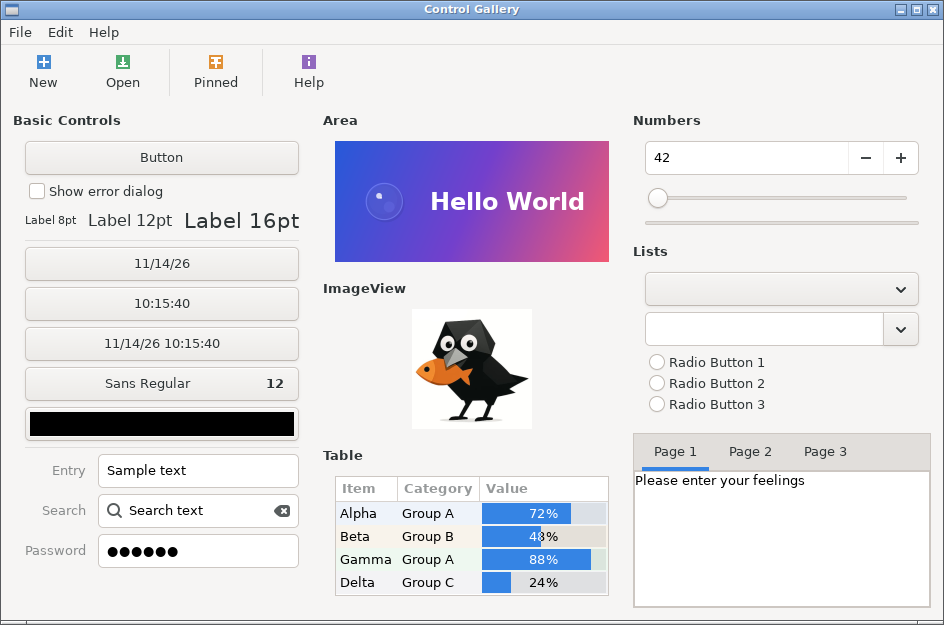 Control Gallery
File Edit Help
New Open Pinned Help
Basic Controls
Button
Show error dialog
Label 8pt Label 12pt Label 16pt
11/14/26
10:15:40
11/14/26 10:15:40
Sans Regular 12
Entry Sample text
Search Search text
Password ●●●●●●
Area
Hello World
ImageView
Table
Item Category Value
Alpha Group A 72%
Beta Group B 48%
Gamma Group A 88%
Delta Group C 24%
Numbers
42
Lists
Radio Button 1
Radio Button 2
Radio Button 3
Page 1 Page 2 Page 3
Please enter your feelings